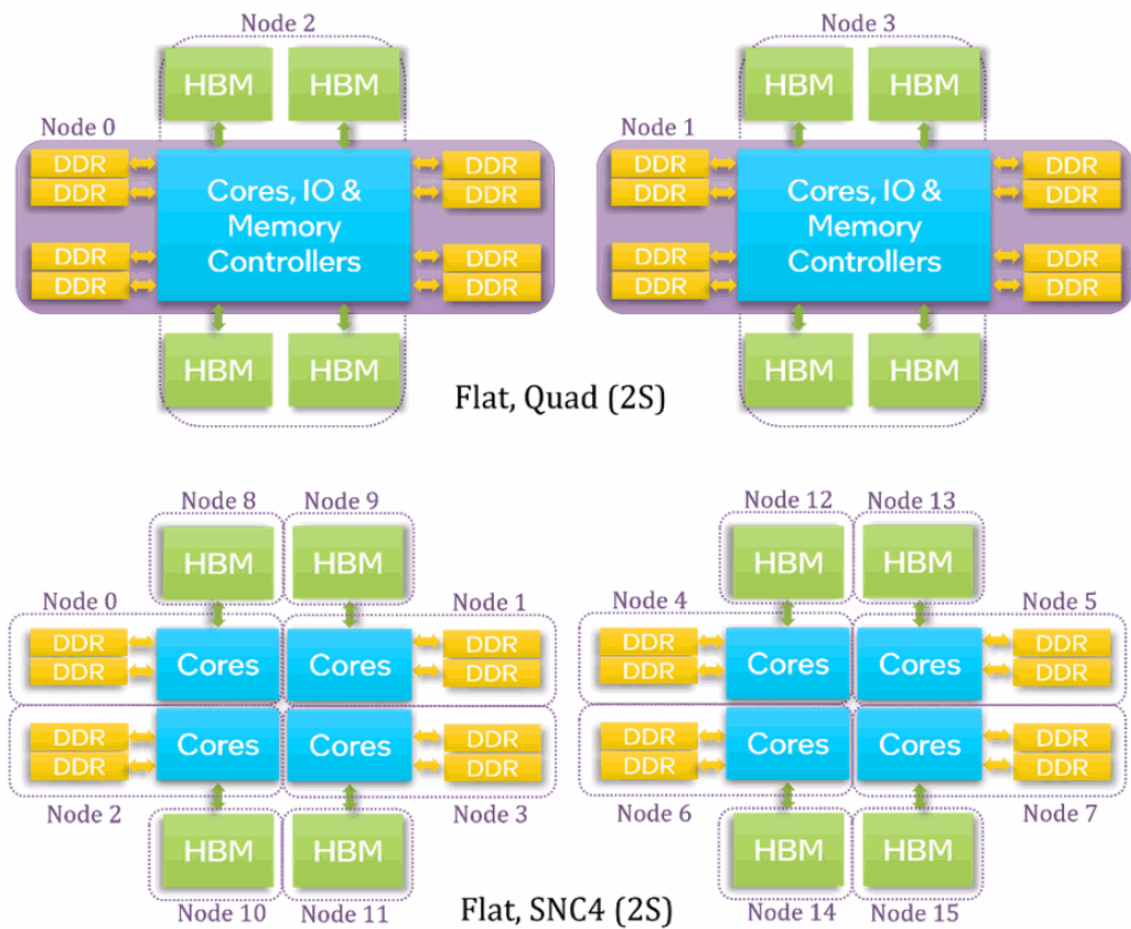 Node 2
Node 3
HBM HBM
HBM HBM
Node 0
Node 1
DDR
DDR
DDR
DDR
DDR
DDR
DDR
DDR
Cores, IO &
Memory
Controllers
DDR
DDR
DDR
DDR
DDR
DDR
DDR
DDR
Cores, IO &
Memory
Controllers
HBM HBM
HBM HBM
Flat, Quad (2S)
Node 8 Node 9
Node 12 Node 13
HBM HBM
HBM HBM
Node 0 Node 1
Node 4 Node 5
DDR Cores Cores DDR
DDR DDR
DDR Cores Cores DDR
DDR DDR
DDR Cores Cores DDR
DDR DDR
DDR Cores Cores DDR
DDR DDR
Node 2 Node 3
Node 6 Node 7
HBM HBM
HBM HBM
Node 10 Node 11
Node 14 Node 15
Flat, SNC4 (2S)